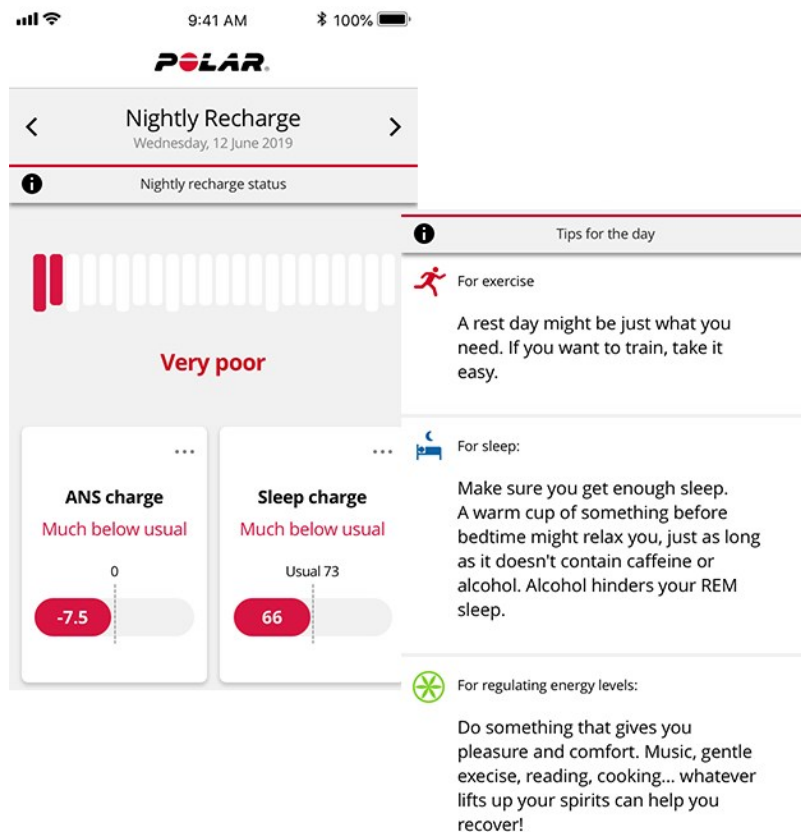 9:41 AM
100%
POLAR
Nightly Recharge
Wednesday, 12 June 2019
Nightly recharge status
Very poor
ANS charge
Much below usual
0
-7.5
Sleep charge
Much below usual
Usual 73
66
Tips for the day
For exercise
A rest day might be just what you
need. If you want to train, take it
easy.
For sleep:
Make sure you get enough sleep.
A warm cup of something before
bedtime might relax you, just as long
as it doesn't contain caffeine or
alcohol. Alcohol hinders your REM
sleep.
For regulating energy levels:
Do something that gives you
pleasure and comfort. Music, gentle
execise, reading, cooking... whatever
lifts up your spirits can help you
recover!